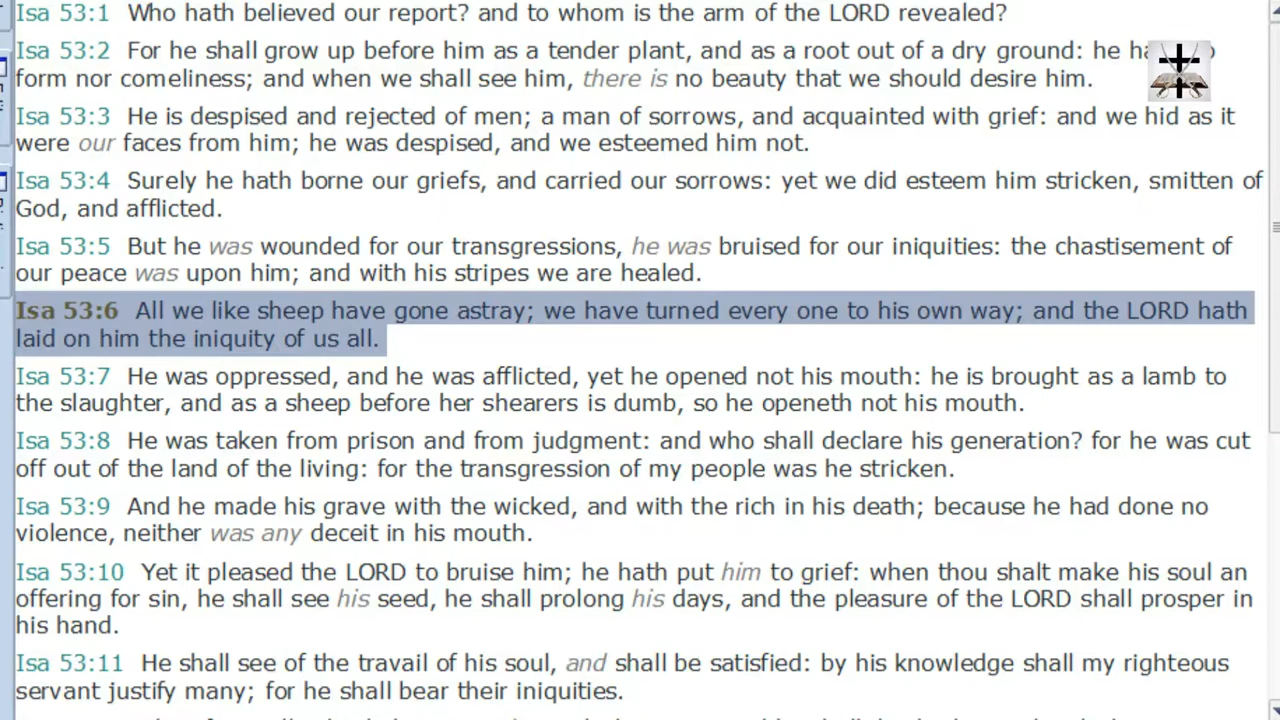 Isa 53:1 Who hath believed our report? and to whom is the arm of the LORD revealed?
Isa 53:2 For he shall grow up before him as a tender plant, and as a root out of a dry ground: he
form nor comeliness; and when we shall see him, there is no beauty that we should desire him.
Isa 53:3 He is despised and rejected of men; a man of sorrows, and acquainted with grief: and we hid as it
were our faces from him; he was despised, and we esteemed him not.
Isa 53:4 Surely he hath borne our griefs, and carried our sorrows: yet we did esteem him stricken, smitten of
God, and afflicted.
Isa 53:5 But he was wounded for our transgressions, he was bruised for our iniquities: the chastisement of
our peace was upon him; and with his stripes we are healed.
Isa 53:6 All we like sheep have gone astray; we have turned every one to his own way; and the LORD hath
laid on him the iniquity of us all.
Isa 53:7 He was oppressed, and he was afflicted, yet he opened not his mouth: he is brought as a lamb to
the slaughter, and as a sheep before her shearers is dumb, so he openeth not his mouth.
Isa 53:8 He was taken from prison and from judgment: and who shall declare his generation? for he was cut
off out of the land of the living: for the transgression of my people was he stricken.
Isa 53:9 And he made his grave with the wicked, and with the rich in his death; because he had done no
violence, neither was any deceit in his mouth.
Isa 53:10 Yet it pleased the LORD to bruise him; he hath put him to grief: when thou shalt make his soul an
offering for sin, he shall see his seed, he shall prolong his days, and the pleasure of the LORD shall prosper in
his hand.
Isa 53:11 He shall see of the travail of his soul, and shall be satisfied: by his knowledge shall my righteous
servant justify many; for he shall bear their iniquities.